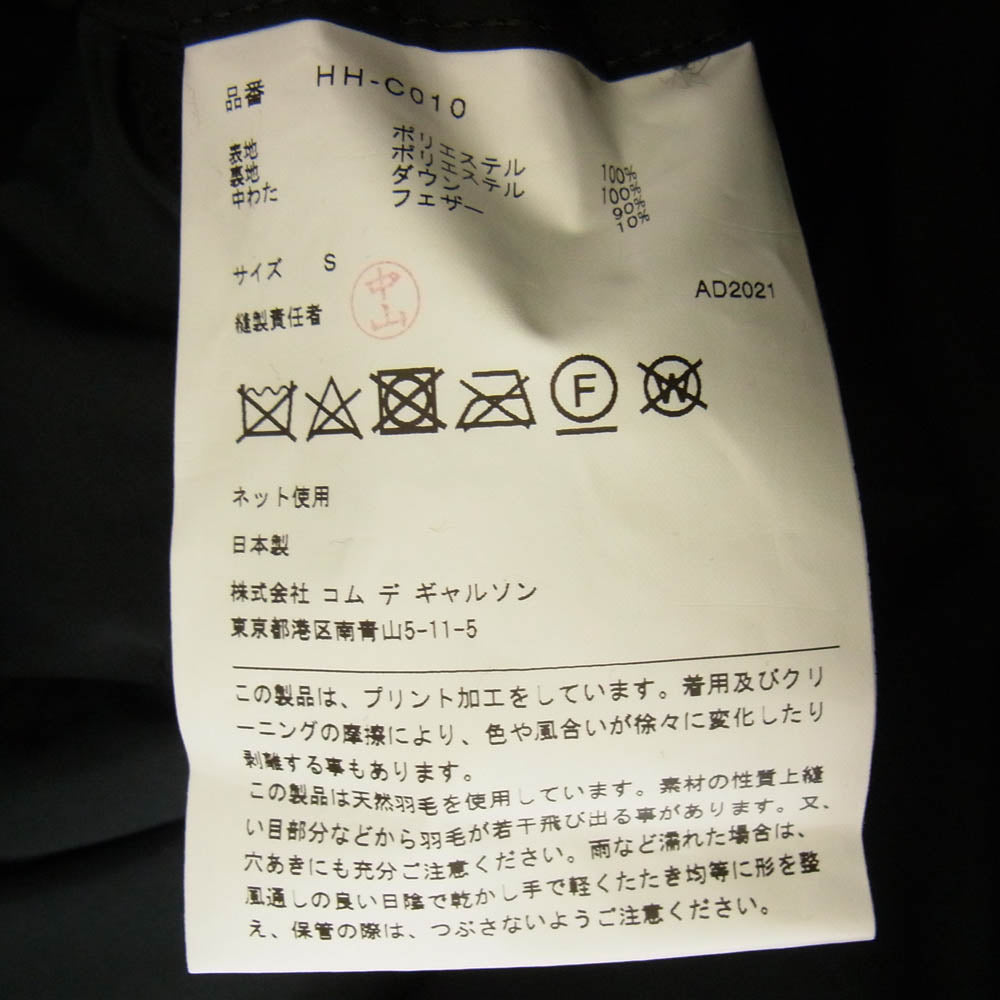 品番 HH-C010
表地 ポリエステル 100%
裏地 ポリエステル 100%
中わた ダウン 90%
フェザー 10%
サイズ S
AD2021
縫製責任者 中山
F W
ネット使用
日本製
株式会社 コム デ ギャルソン
東京都港区南青山5-11-5
この製品は、プリント加工をしています。着用及びクリ
ーニングの摩擦により、色や風合いが徐々に変化したり
剥離する事もあります。
この製品は天然羽毛を使用しています。素材の性質上縫
い目部分などから羽毛が若干飛び出る事があります。又、
穴あきにも充分ご注意ください。雨など濡れた場合は、
風通しの良い日陰で乾かし手で軽くたたき均等に形を整
え、保管の際は、つぶさないようご注意ください。